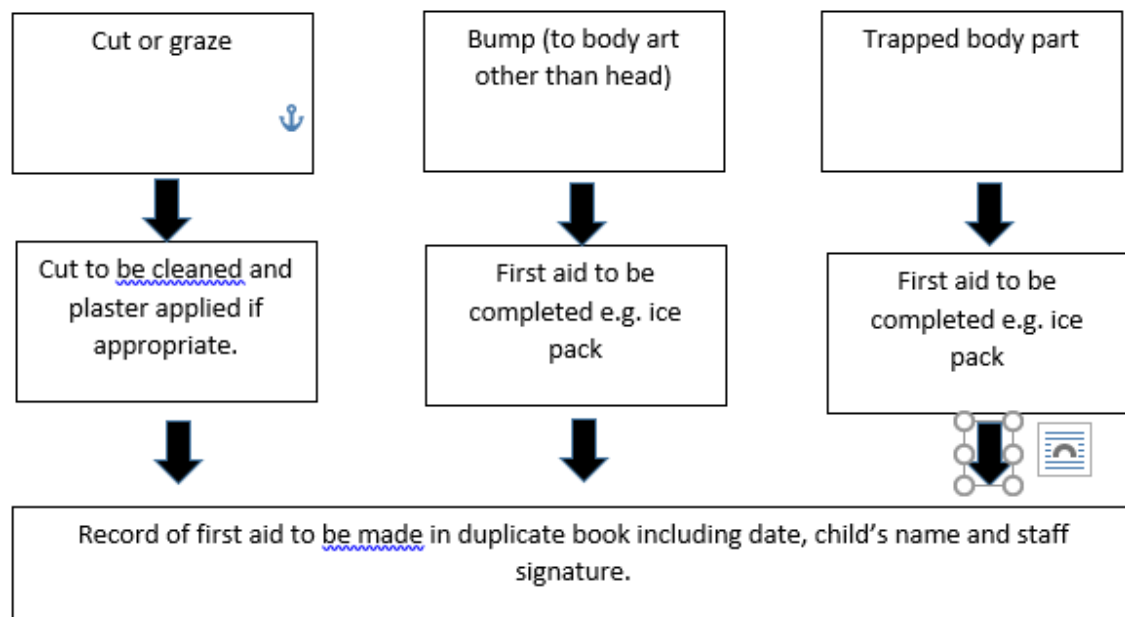 Cut or graze
Bump (to body art
other than head)
Trapped body part
Cut to be cleaned and
plaster applied if
appropriate.
First aid to be
completed e.g. ice
pack
First aid to be
completed e.g. ice
pack
Record of first aid to be made in duplicate book including date, child’s name and staff
signature.